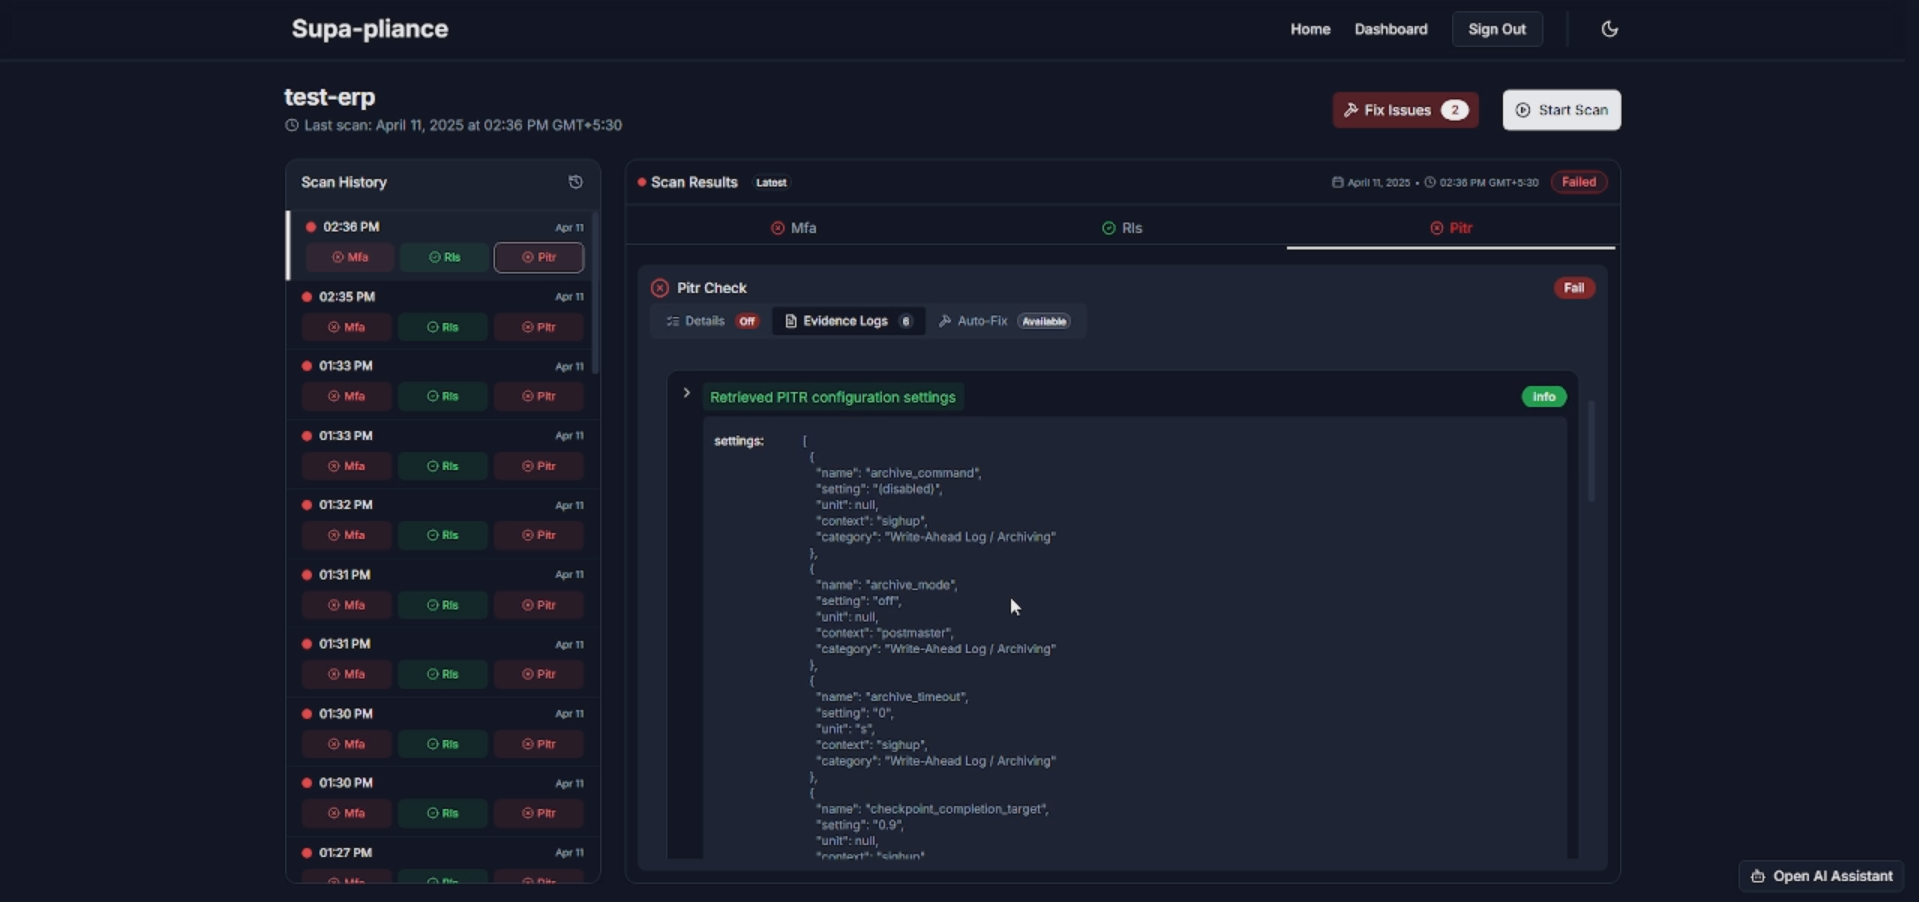 Supa-pliance
Home Dashboard Sign Out
test-erp
Last scan: April 11, 2025 at 02:36 PM GMT+5:30
Fix Issues 2
Start Scan
Scan History
02:36 PM Apr 11
Mfa Rls Pitr
02:35 PM Apr 11
Mfa Rls Pitr
01:33 PM Apr 11
Mfa Rls Pitr
01:33 PM Apr 11
Mfa Rls Pitr
01:32 PM Apr 11
Mfa Rls Pitr
01:31 PM Apr 11
Mfa Rls Pitr
01:31 PM Apr 11
Mfa Rls Pitr
01:30 PM Apr 11
Mfa Rls Pitr
01:30 PM Apr 11
Mfa Rls Pitr
01:27 PM Apr 11
Mfa Rls Pitr
Scan Results Latest
April 11, 2025 • 02:36 PM GMT+5:30 Failed
Mfa Rls Pitr
Pitr Check Fail
Details Off Evidence Logs 6 Auto-Fix Available
Retrieved PITR configuration settings info
settings: [
{
"name": "archive_command",
"setting": "(disabled)",
"unit": null,
"context": "sighup",
"category": "Write-Ahead Log / Archiving"
},
{
"name": "archive_mode",
"setting": "off",
"unit": null,
"context": "postmaster",
"category": "Write-Ahead Log / Archiving"
},
{
"name": "archive_timeout",
"setting": "0",
"unit": "s",
"context": "sighup",
"category": "Write-Ahead Log / Archiving"
},
{
"name": "checkpoint_completion_target",
"setting": "0.9",
"unit": null,
"context": "sighup"
Open AI Assistant